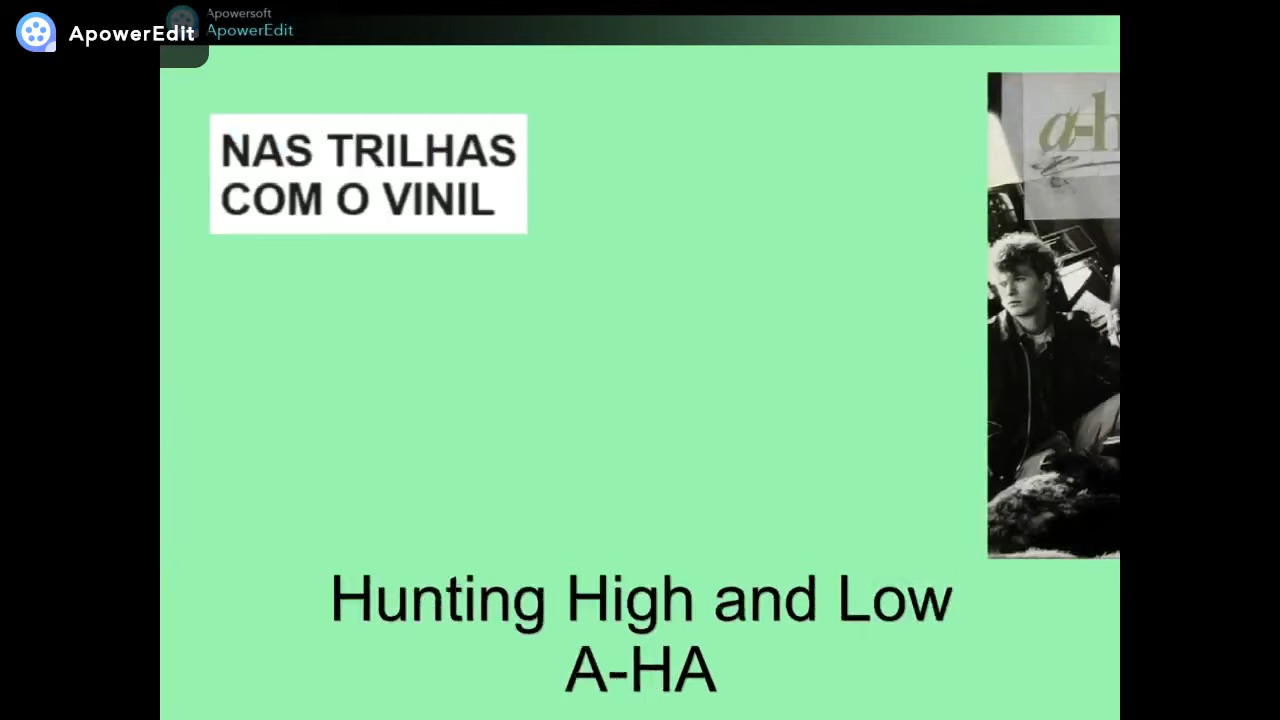 Apowersoft
ApowerEdit
ApowerEdit
NAS TRILHAS
COM O VINIL
a-h
Hunting High and Low
A-HA